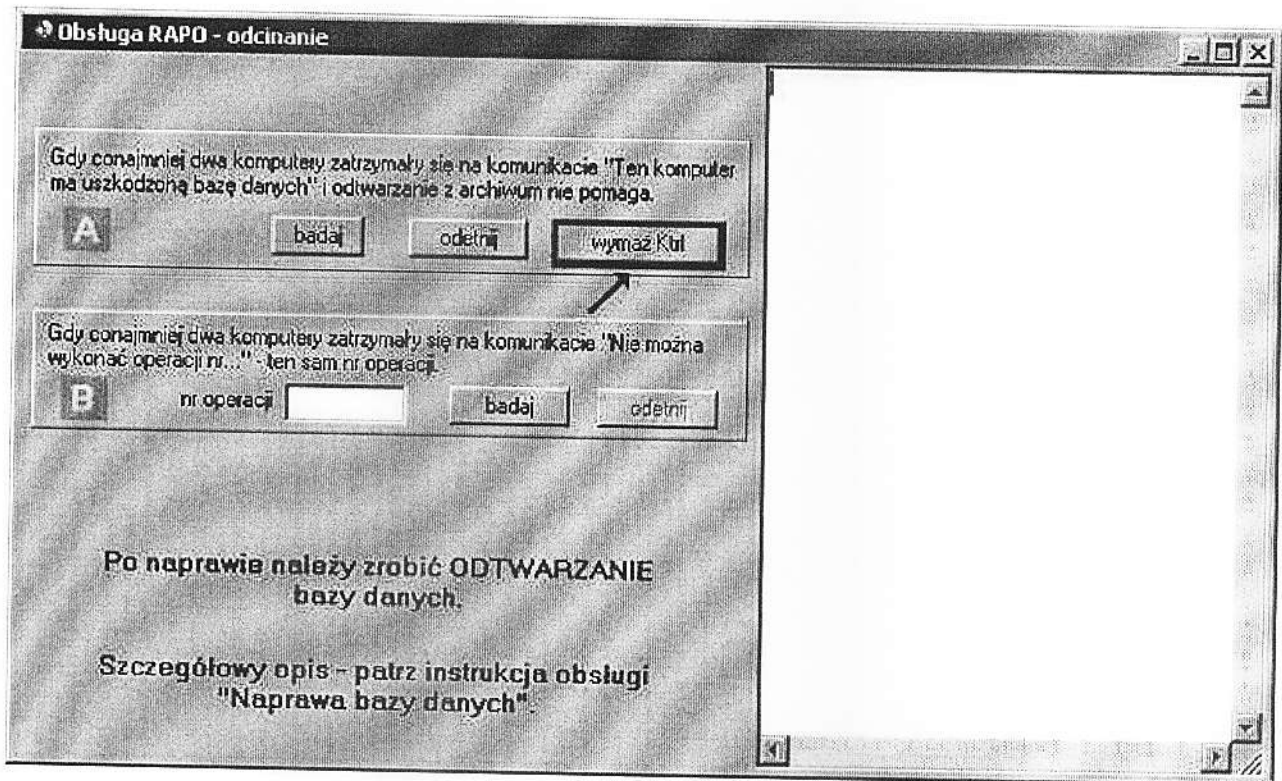 Obsługa RAPO - odcinanie
Gdy conajmniej dwa komputery zatrzymały się na komunikacie "Ten komputer
ma uszkodzoną bazę danych" i odtwarzanie z archiwum nie pomaga.
A
badaj
odetnij
wymaż Kul
Gdy conajmniej dwa komputery zatrzymały się na komunikacie "Nie można
wykonać operacji nr..." - ten sam nr operacji.
B
nr operacji
badaj
odetnij
Po naprawie należy zrobić ODTWARZANIE
bazy danych.
Szczegółowy opis - patrz instrukcja obsługi
"Naprawa bazy danych".